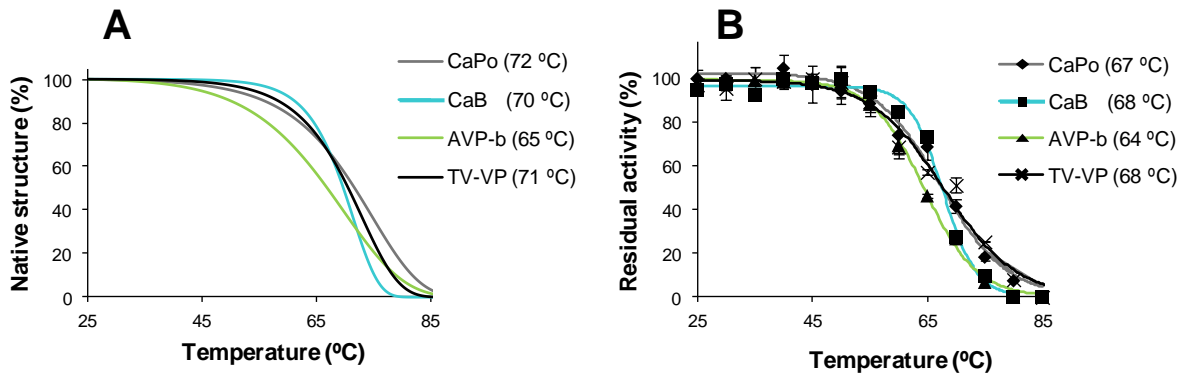 A
Native structure (%)
100
80
60
40
20
0
25
45
65
85
Temperature (ºC)
CaPo (72 ºC)
CaB (70 ºC)
AVP-b (65 ºC)
TV-VP (71 ºC)
B
Residual activity (%)
100
80
60
40
20
0
25
45
65
85
Temperature (ºC)
CaPo (67 ºC)
CaB (68 ºC)
AVP-b (64 ºC)
TV-VP (68 ºC)